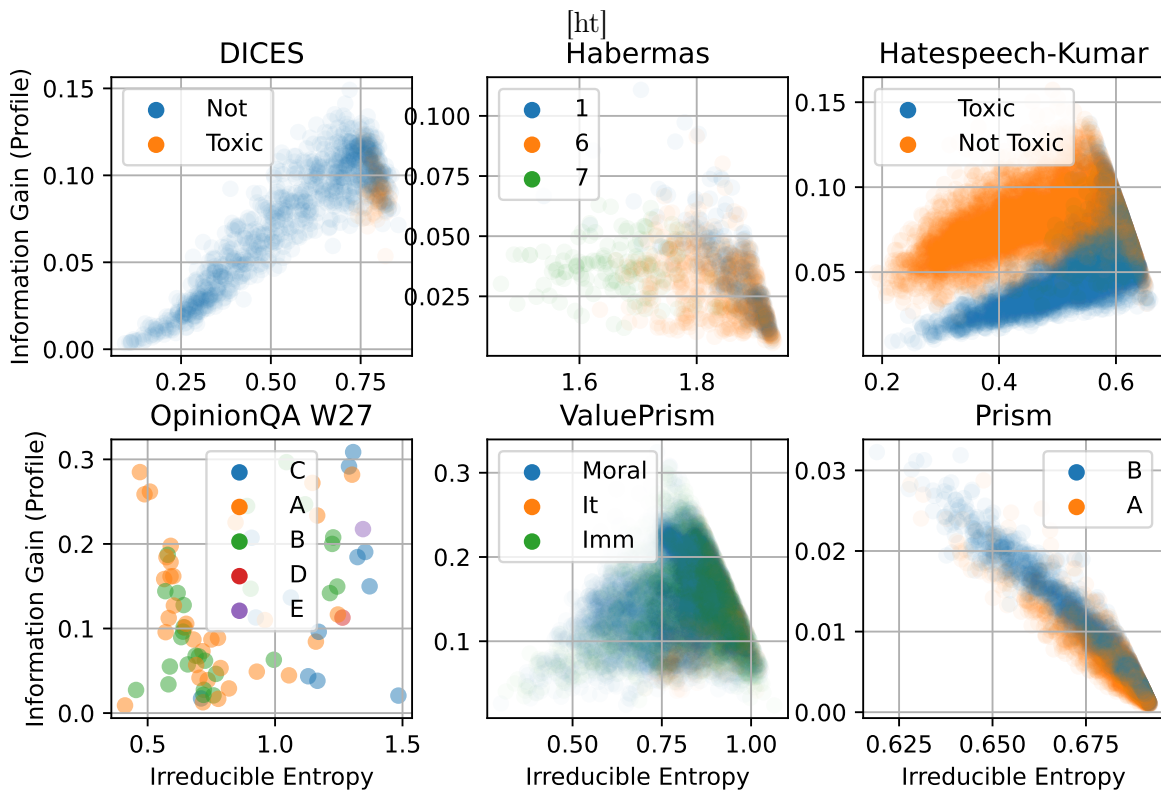 [ht]
DICES
Habermas
Hatespeech-Kumar
Information Gain (Profile)
0.15
0.10
0.05
0.00
Not
Toxic
0.25
0.50
0.75
0.100
0.075
0.050
0.025
1
6
7
1.6
1.8
0.15
0.10
0.05
Toxic
Not Toxic
0.2
0.4
0.6
OpinionQA W27
ValuePrism
Prism
Information Gain (Profile)
0.3
0.2
0.1
0.0
C
A
B
D
E
0.5
1.0
1.5
Irreducible Entropy
0.3
0.2
0.1
Moral
It
Imm
0.50
0.75
1.00
Irreducible Entropy
0.03
0.02
0.01
0.00
B
A
0.625
0.650
0.675
Irreducible Entropy